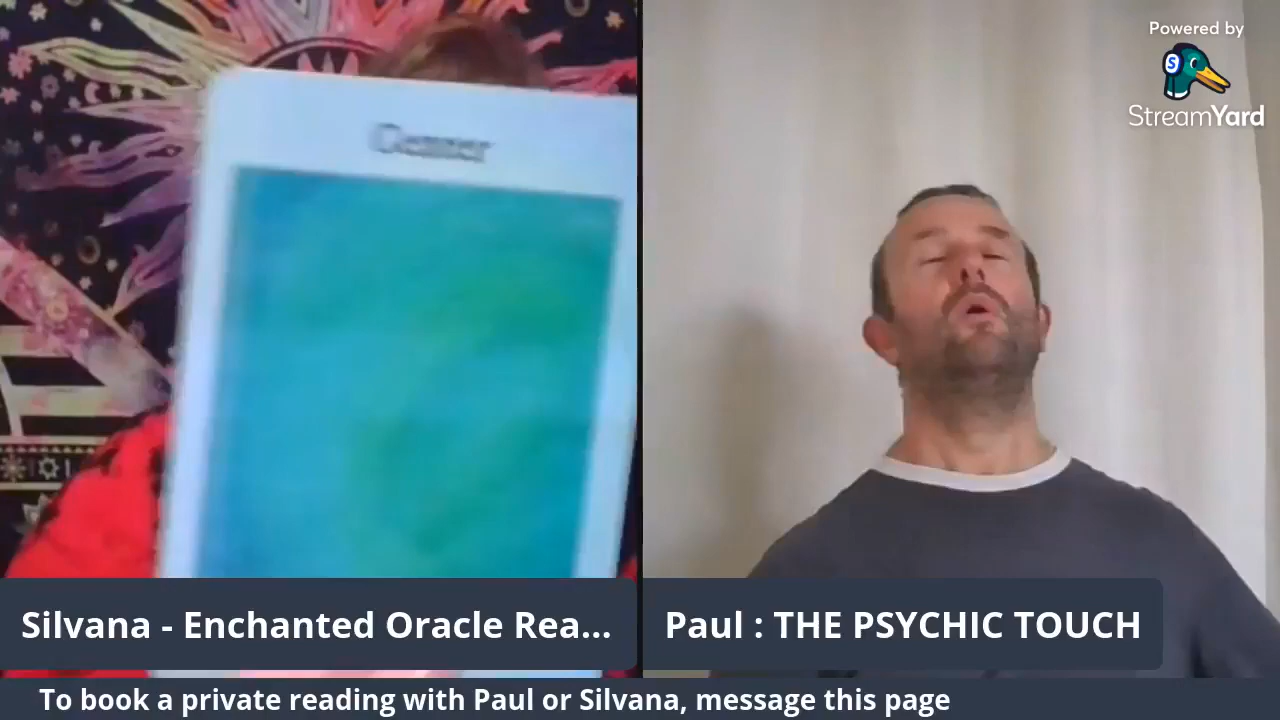 Powered by
StreamYard
Center
Silvana - Enchanted Oracle Rea...
Paul : THE PSYCHIC TOUCH
To book a private reading with Paul or Silvana, message this page